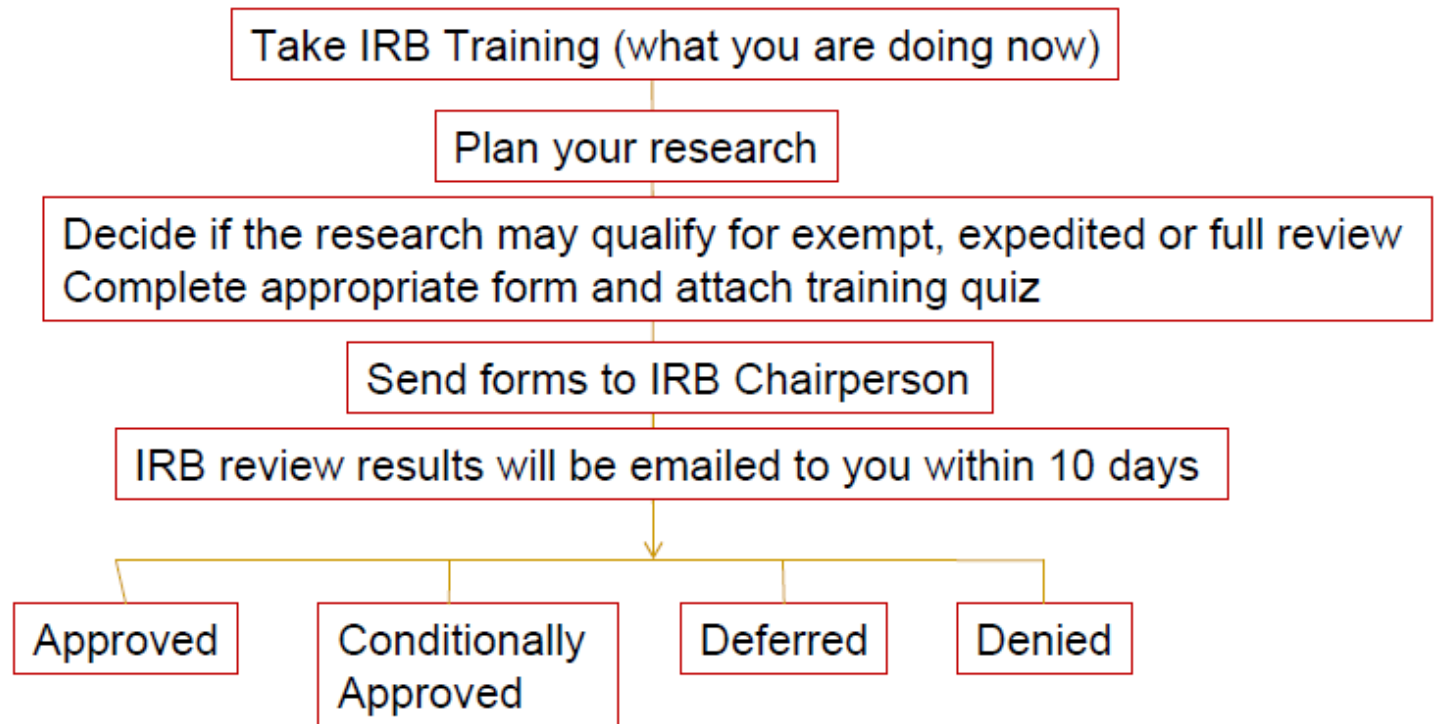 Take IRB Training (what you are doing now)
Plan your research
Decide if the research may qualify for exempt, expedited or full review
Complete appropriate form and attach training quiz
Send forms to IRB Chairperson
IRB review results will be emailed to you within 10 days
Approved
Conditionally
Approved
Deferred
Denied